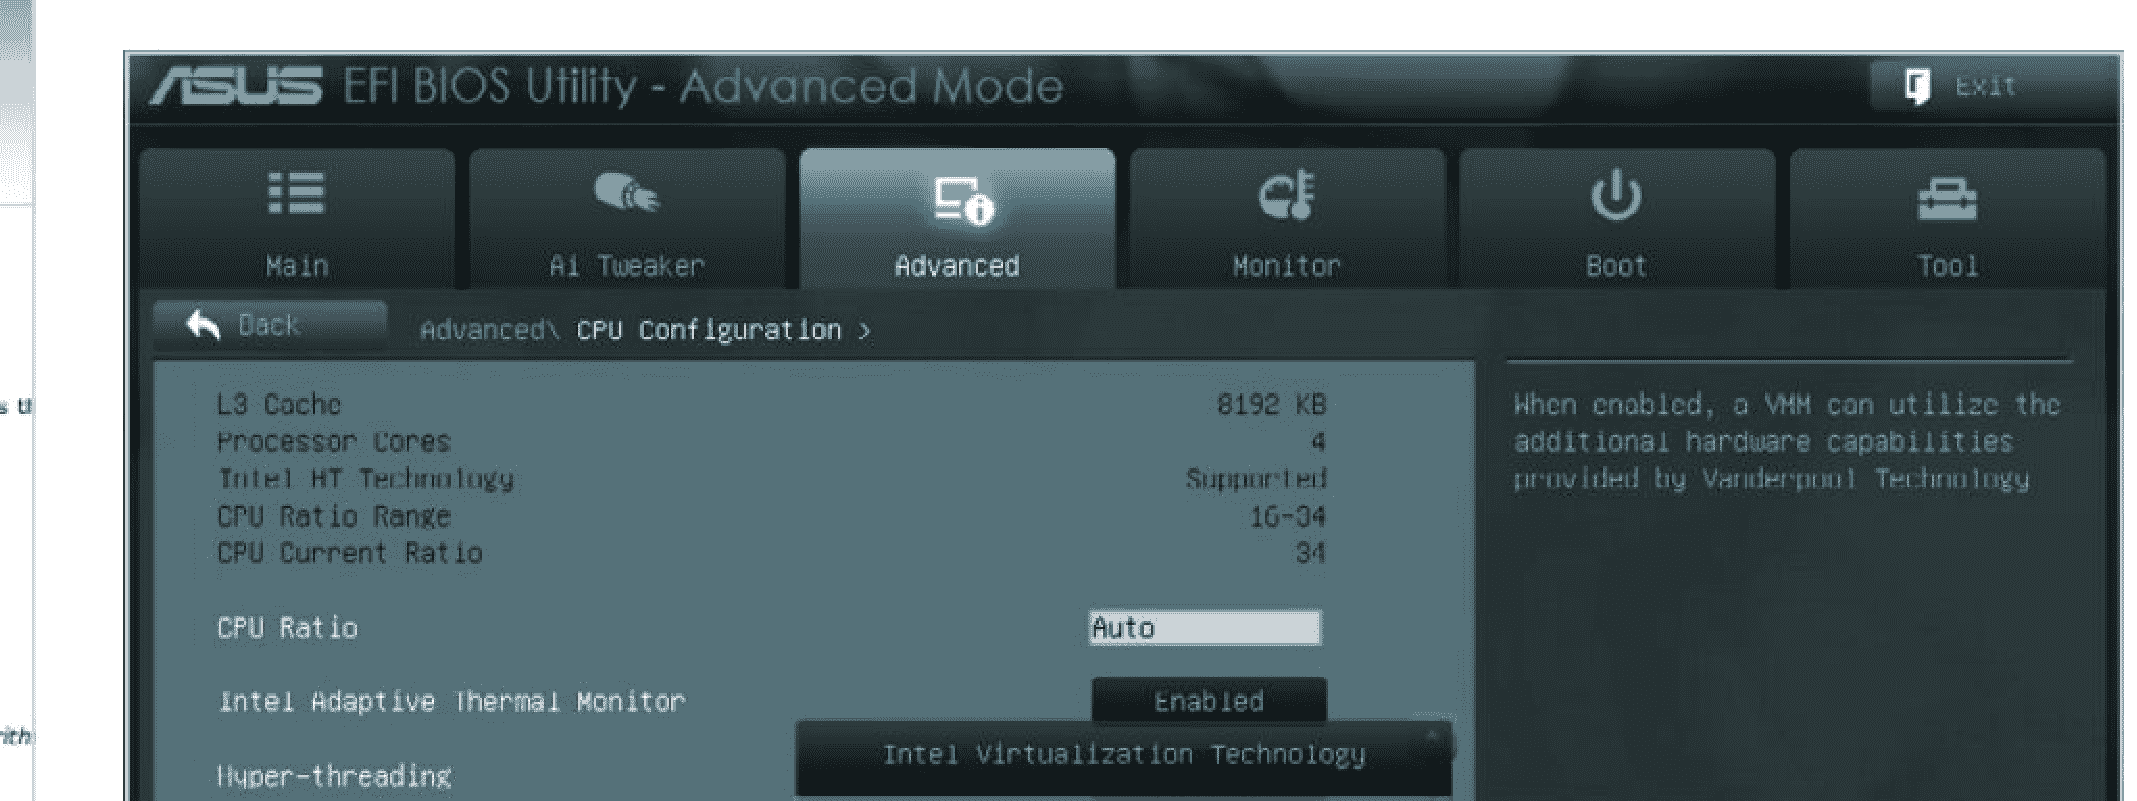 ASUS EFI BIOS Utility - Advanced Mode
Exit
Main
Ai Tweaker
Advanced
Monitor
Boot
Tool
Back
Advanced\ CPU Configuration >
L3 Cache 8192 KB
Processor Cores 4
Intel HT Technology Supported
CPU Ratio Range 16-34
CPU Current Ratio 34
CPU Ratio Auto
Intel Adaptive Thermal Monitor Enabled
Hyper-threading
Intel Virtualization Technology
When enabled, a VMM can utilize the
additional hardware capabilities
provided by Vanderpool Technology